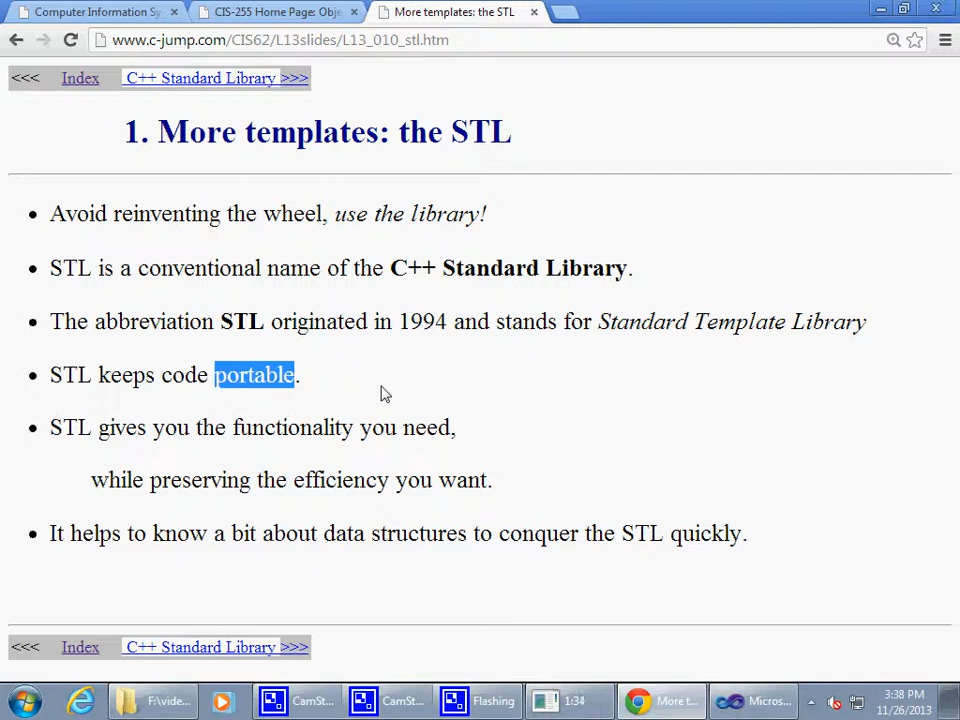 Computer Information Sy
CIS-255 Home Page: Obje
More templates: the STL
www.c-jump.com/CIS62/L13slides/L13_010_stl.htm
<<< Index C++ Standard Library >>>
1. More templates: the STL
Avoid reinventing the wheel, use the library!
STL is a conventional name of the C++ Standard Library.
The abbreviation STL originated in 1994 and stands for Standard Template Library
STL keeps code portable.
STL gives you the functionality you need,
while preserving the efficiency you want.
It helps to know a bit about data structures to conquer the STL quickly.
<<< Index C++ Standard Library >>>
F:\vide...
CamSt...
CamSt...
Flashing
1:34
More t...
Micros...
3:38 PM
11/26/2013